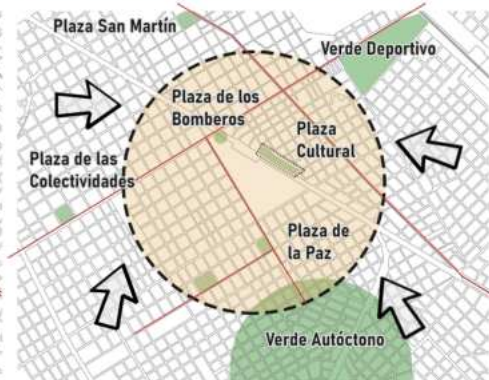 Plaza San Martín
Verde Deportivo
Plaza de los
Bomberos
Plaza
Cultural
Plaza de las
Colectividades
Plaza de
la Paz
Verde Autóctono